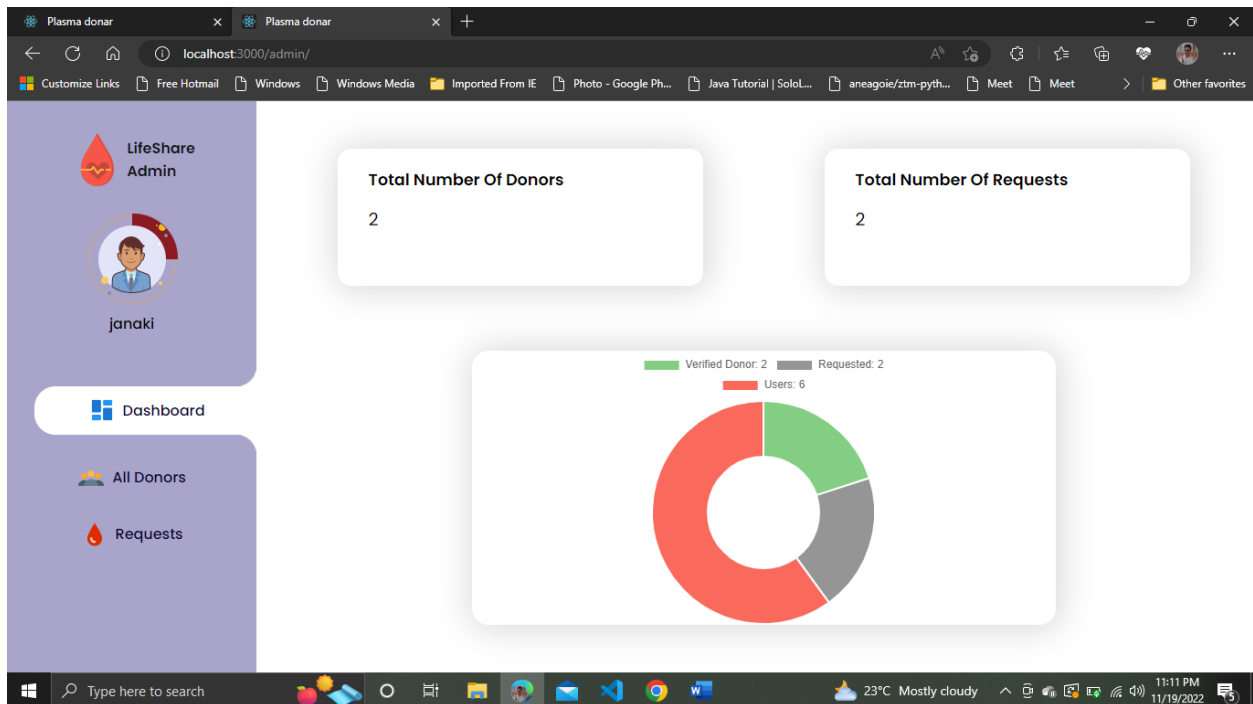 Plasma donar
Plasma donar
localhost:3000/admin/
Customize Links Free Hotmail Windows Windows Media Imported From IE Photo - Google Ph... Java Tutorial | SoloL... aneagoie/ztm-pyth... Meet Meet Other favorites
LifeShare
Admin
janaki
Dashboard
All Donors
Requests
Total Number Of Donors
2
Total Number Of Requests
2
Verified Donor: 2 Requested: 2
Users: 6
Type here to search
23°C Mostly cloudy
11:11 PM
11/19/2022
5